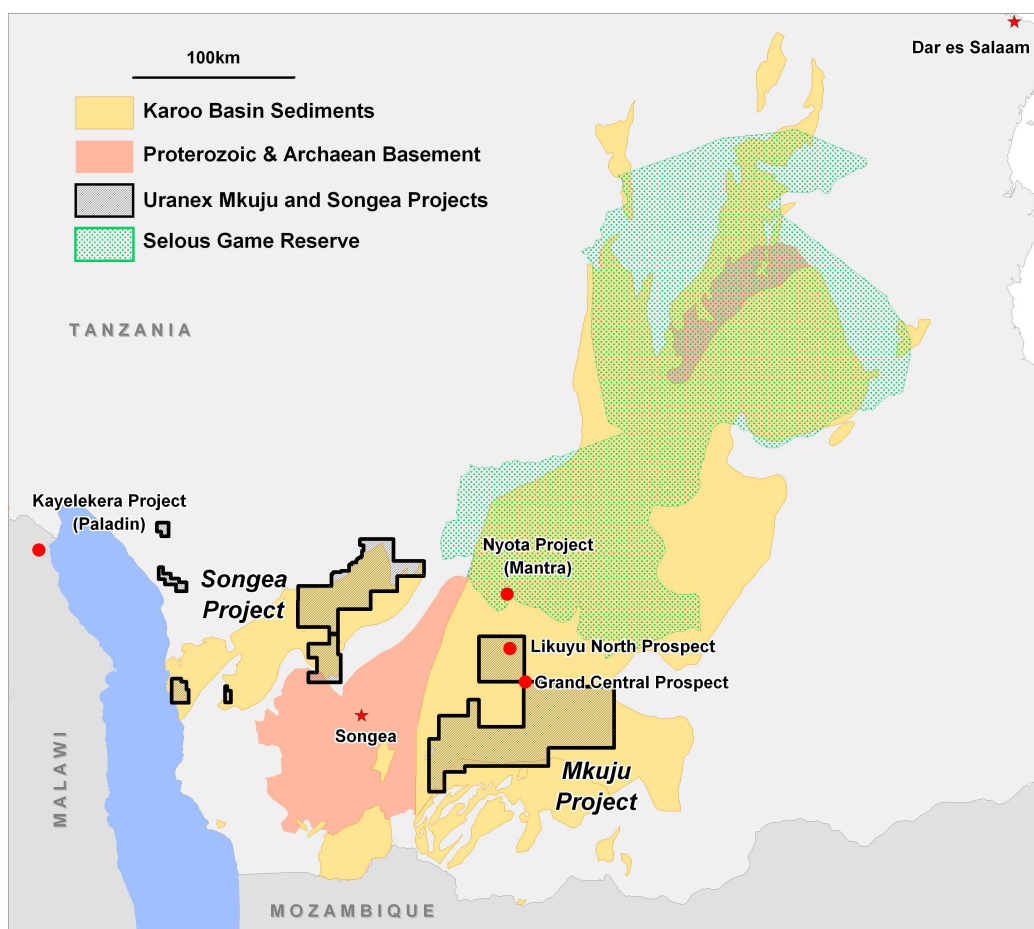 Dar es Salaam
100km
Karoo Basin Sediments
Proterozoic & Archaean Basement
Uranex Mkuju and Songea Projects
Selous Game Reserve
TANZANIA
Kayelekera Project
(Paladin)
Songea
Project
Nyota Project
(Mantra)
Likuyu North Prospect
Grand Central Prospect
Songea
Mkuju
Project
MALAWI
MOZAMBIQUE